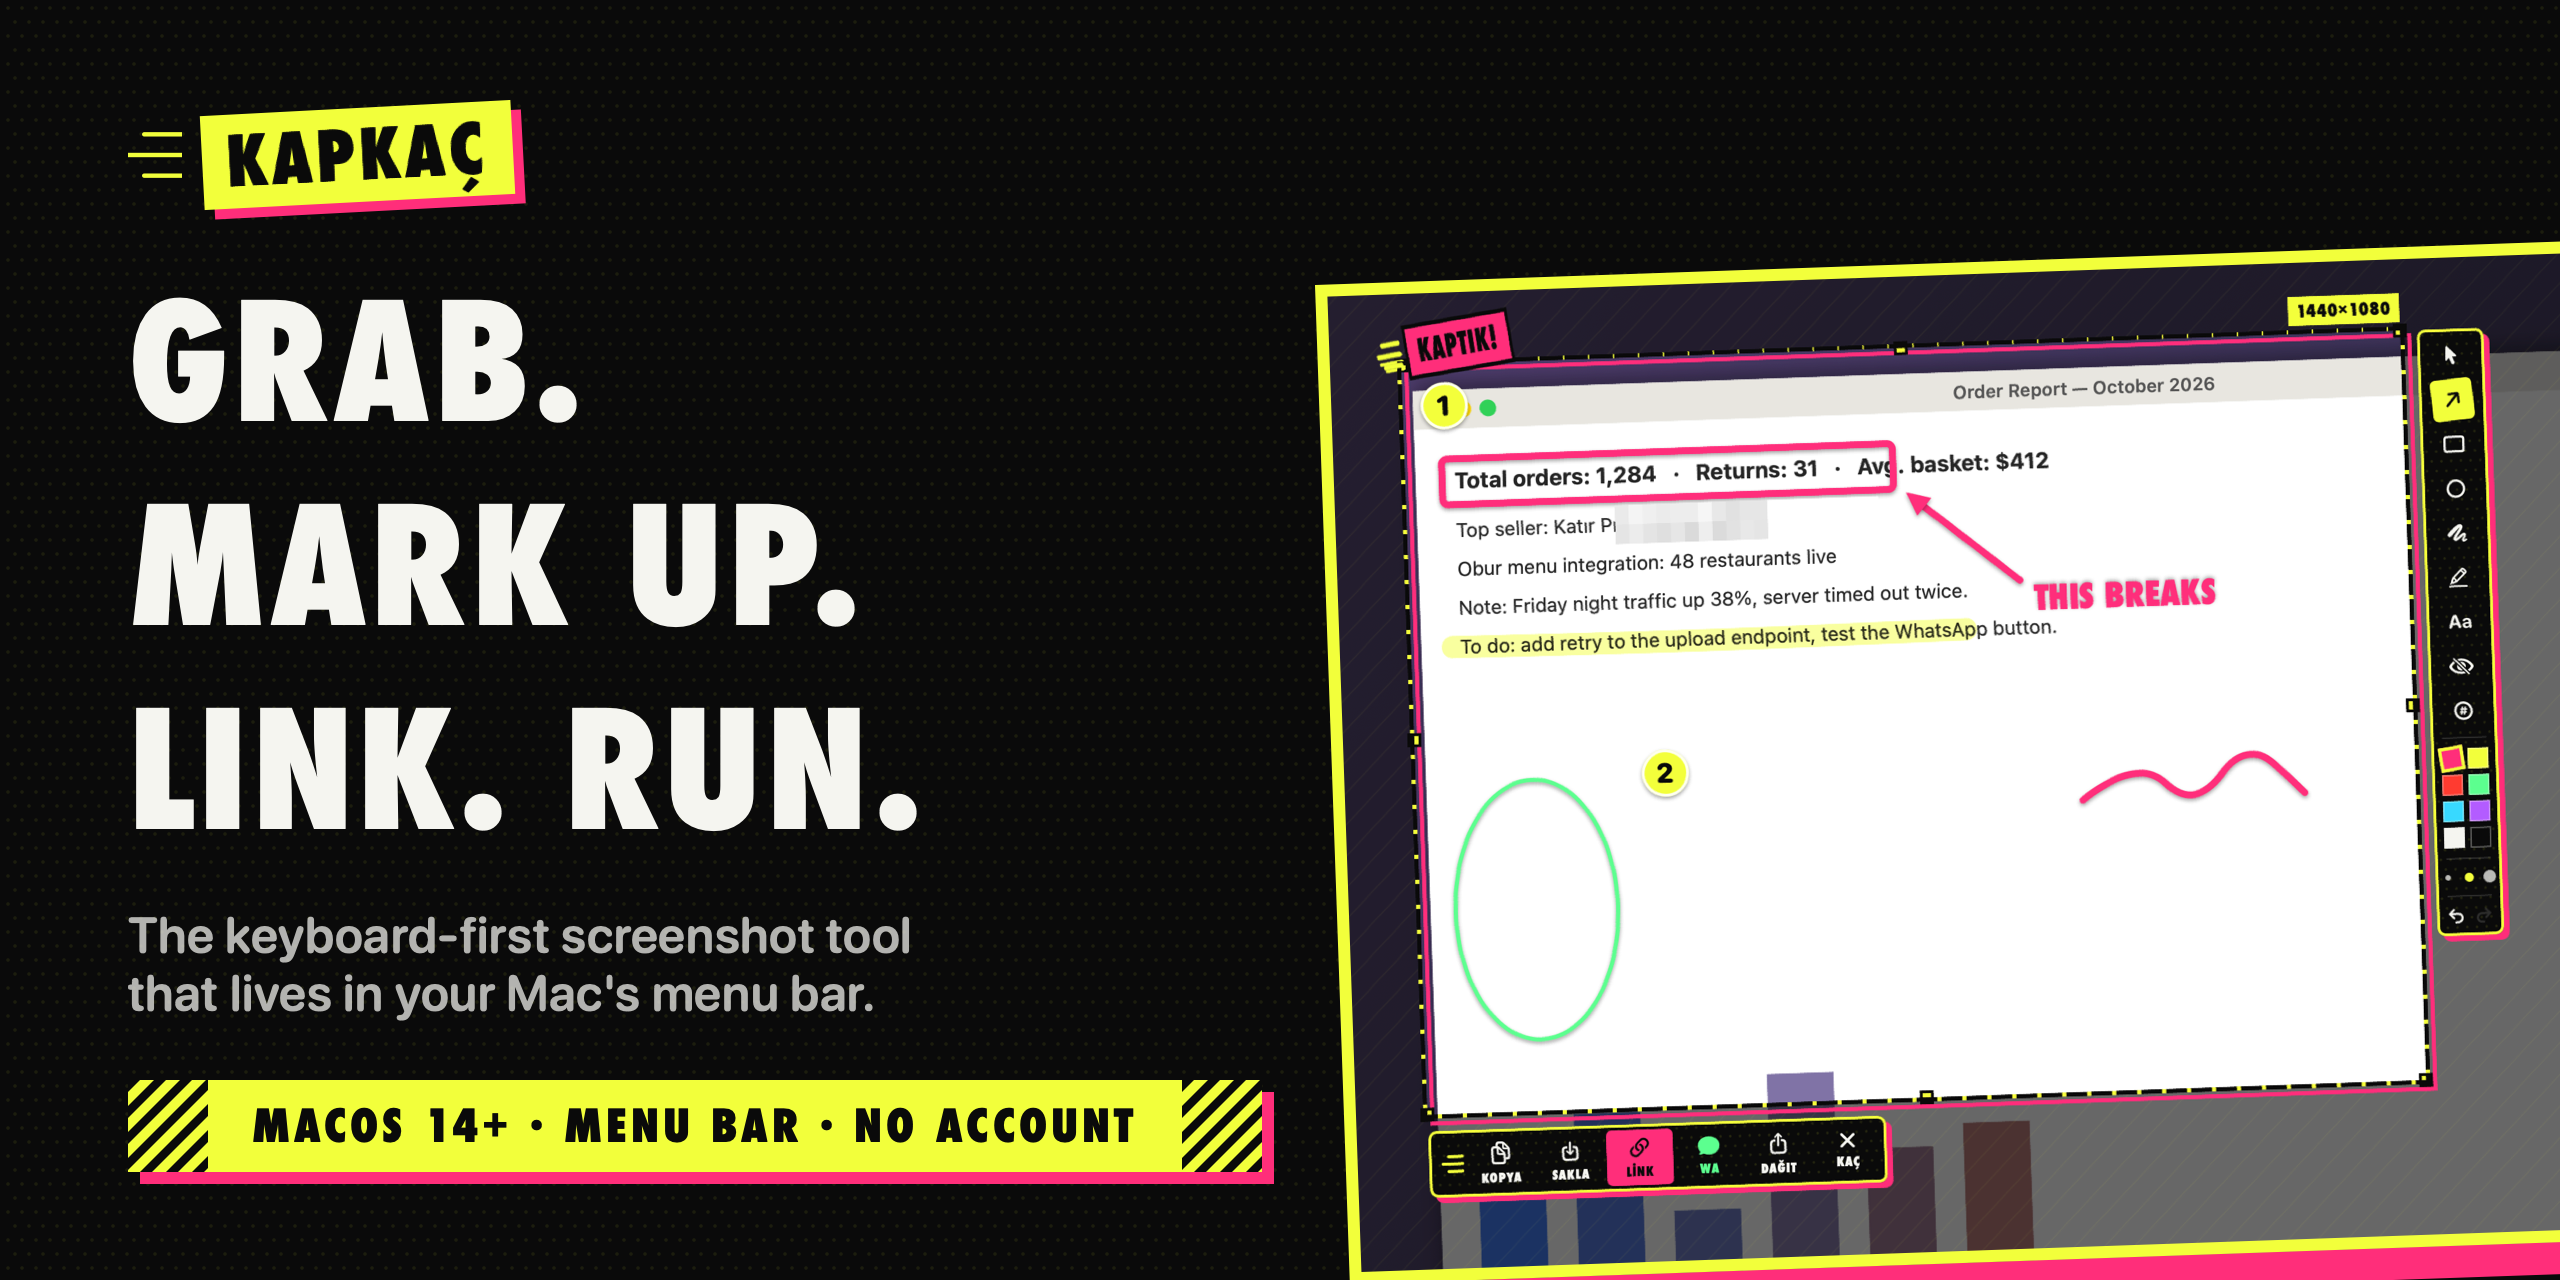 KAPKAÇ
GRAB.
MARK UP.
LINK. RUN.
The keyboard-first screenshot tool
that lives in your Mac's menu bar.
MACOS 14+ · MENU BAR · NO ACCOUNT
KAPTIK!
1440×1080
1
Order Report — October 2026
Total orders: 1,284 · Returns: 31 · Avg. basket: $412
Top seller: Katır
Obur menu integration: 48 restaurants live
Note: Friday night traffic up 38%, server timed out twice.
THIS BREAKS
To do: add retry to the upload endpoint, test the WhatsApp button.
2
Aa
#
KOPYA SAKLA LİNK WA DAĞIT KAÇ